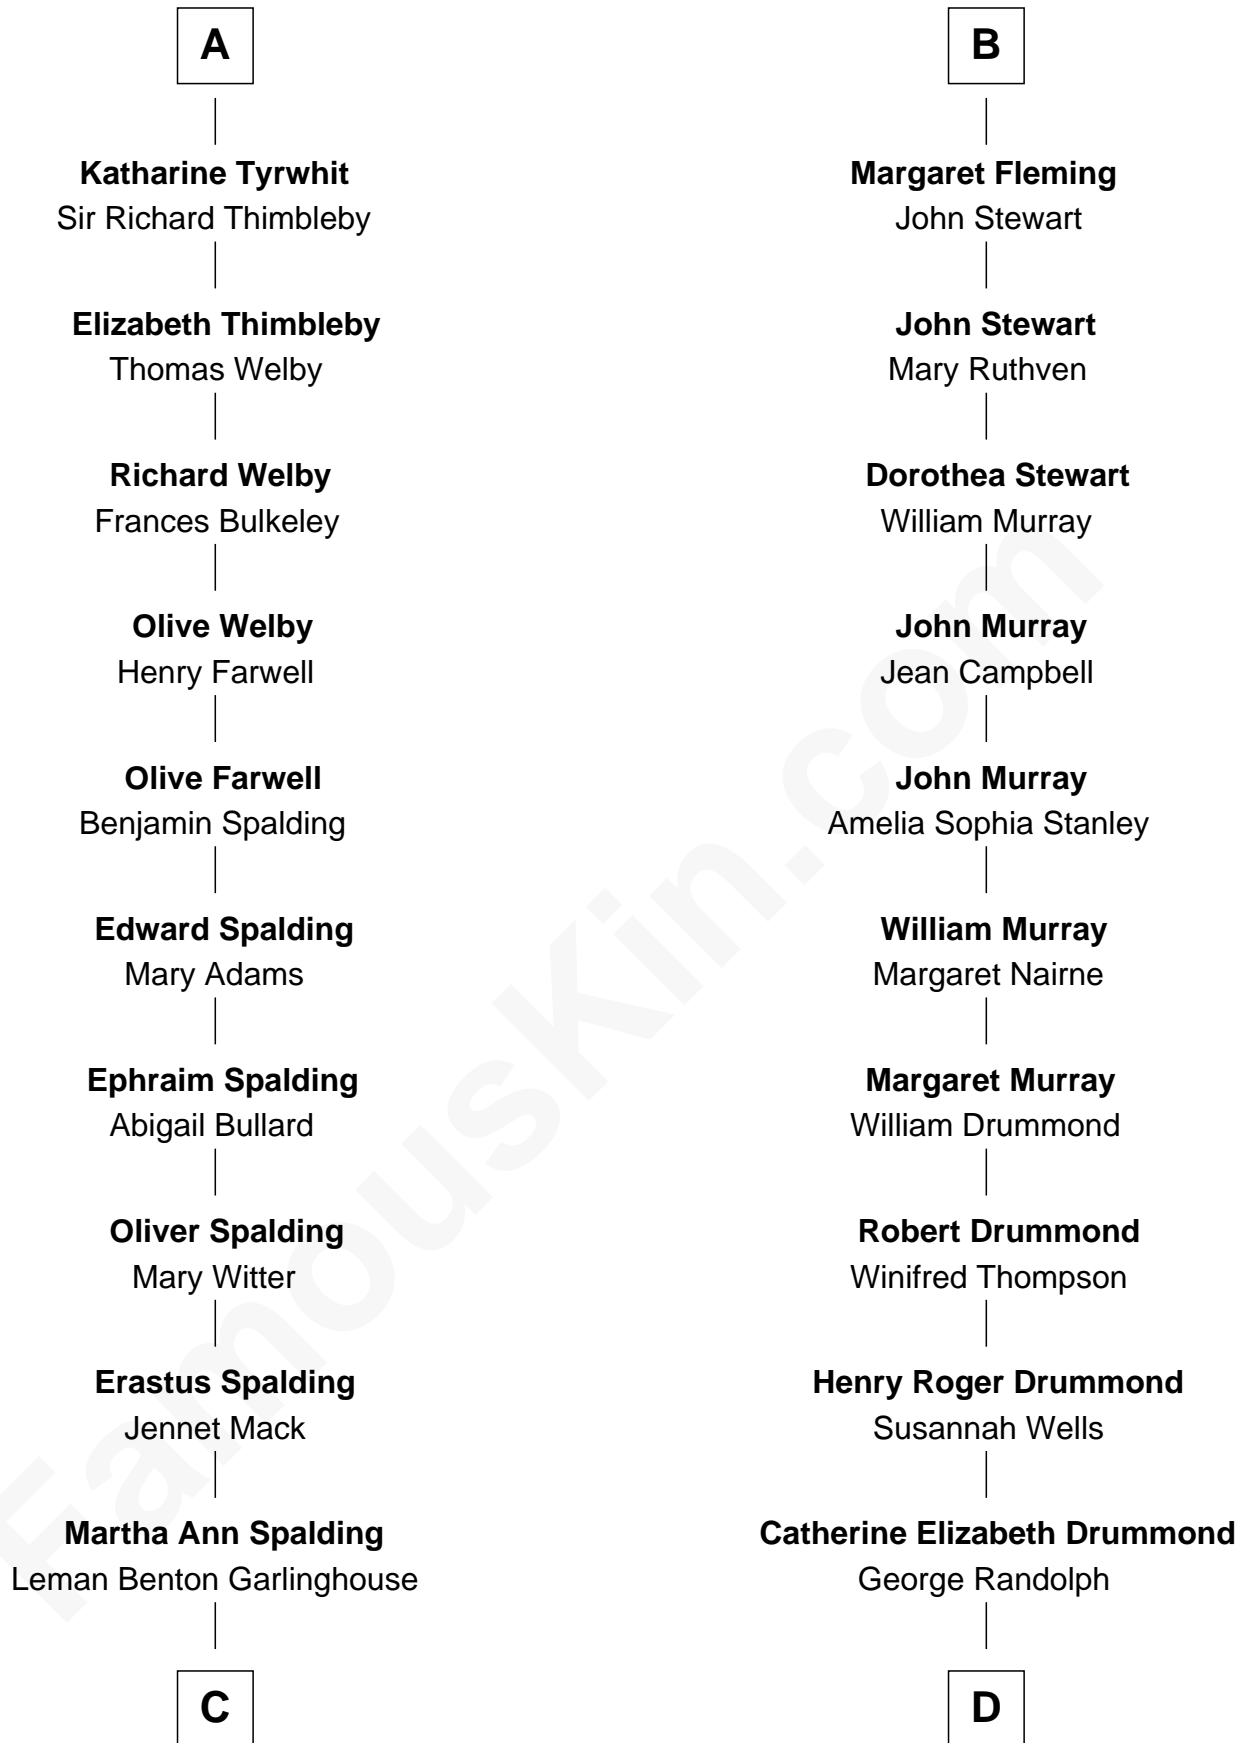 A
Katharine Tyrwhit
Sir Richard Thimbleby
Elizabeth Thimbleby
Thomas Welby
Richard Welby
Frances Bulkeley
Olive Welby
Henry Farwell
Olive Farwell
Benjamin Spalding
Edward Spalding
Mary Adams
Ephraim Spalding
Abigail Bullard
Oliver Spalding
Mary Witter
Erastus Spalding
Jennet Mack
Martha Ann Spalding
Leman Benton Garlinghouse
C
B
Margaret Fleming
John Stewart
John Stewart
Mary Ruthven
Dorothea Stewart
William Murray
John Murray
Jean Campbell
John Murray
Amelia Sophia Stanley
William Murray
Margaret Nairne
Margaret Murray
William Drummond
Robert Drummond
Winifred Thompson
Henry Roger Drummond
Susannah Wells
Catherine Elizabeth Drummond
George Randolph
D
FamousKin.com